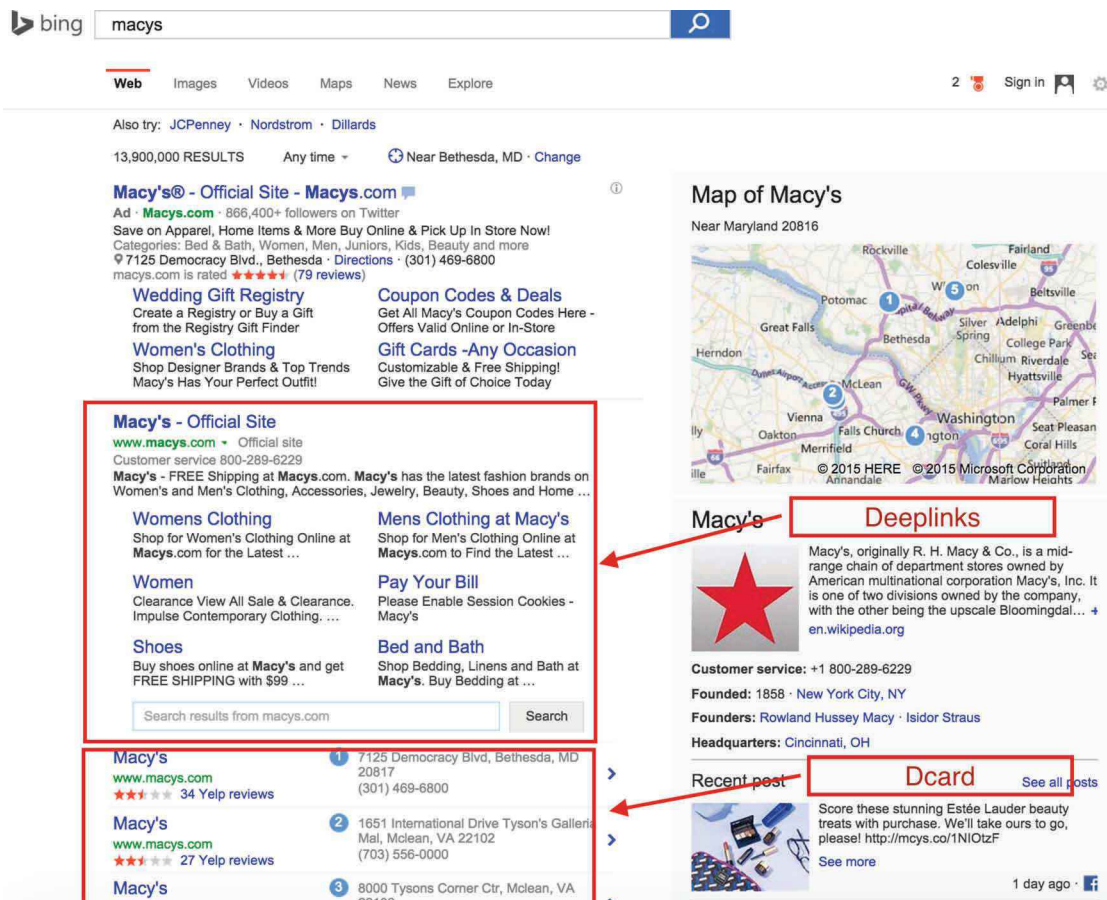 bing
macys
Web Images Videos Maps News Explore
2 Sign in
Also try: JCPenney · Nordstrom · Dillards
13,900,000 RESULTS Any time Near Bethesda, MD · Change
Macy's® - Official Site - Macys.com
Ad · Macys.com · 866,400+ followers on Twitter
Save on Apparel, Home Items & More Buy Online & Pick Up In Store Now!
Categories: Bed & Bath, Women, Men, Juniors, Kids, Beauty and more
7125 Democracy Blvd., Bethesda · Directions · (301) 469-6800
macys.com is rated (79 reviews)
Wedding Gift Registry
Create a Registry or Buy a Gift
from the Registry Gift Finder
Coupon Codes & Deals
Get All Macy's Coupon Codes Here -
Offers Valid Online or In-Store
Women's Clothing
Shop Designer Brands & Top Trends
Macy's Has Your Perfect Outfit!
Gift Cards -Any Occasion
Customizable & Free Shipping!
Give the Gift of Choice Today
Macy's - Official Site
www.macys.com Official site
Customer service 800-289-6229
Macy's - FREE Shipping at Macys.com. Macy's has the latest fashion brands on
Women's and Men's Clothing, Accessories, Jewelry, Beauty, Shoes and Home ...
Womens Clothing
Shop for Women's Clothing Online at
Macys.com for the Latest ...
Mens Clothing at Macy's
Shop for Men's Clothing Online at
Macys.com to Find the Latest ...
Women
Clearance View All Sale & Clearance.
Impulse Contemporary Clothing. ...
Pay Your Bill
Please Enable Session Cookies -
Macy's
Shoes
Buy shoes online at Macy's and get
FREE SHIPPING with $99 ...
Bed and Bath
Shop Bedding, Linens and Bath at
Macys. Buy Bedding at ...
Search results from macys.com Search
Macy's
www.macys.com
34 Yelp reviews
1 7125 Democracy Blvd, Bethesda, MD
20817
(301) 469-6800
Macy's
www.macys.com
27 Yelp reviews
2 1651 International Drive Tyson's Galleria
Mal, Mclean, VA 22102
(703) 556-0000
Macy's
3 8000 Tysons Corner Ctr, Mclean, VA
Map of Macy's
Near Maryland 20816
Rockville
Fairland
Colesville
95
5
Beltsville
Potomac
1
Capital Beltway
Great Falls
Bethesda
Silver
Spring
Adelphi
College Park
Chillum
Riverdale
Hyattsville
Herndon
Dulles Airport Access
McLean
2
GW Pkwy
Vienna
Washington
Palmer
Seat Pleasan
Oakton
Falls Church
4
Coral Hills
Merrifield
66
Fairfax
Annandale
Suitland
Marlow Heights
© 2015 HERE © 2015 Microsoft Corporation
Macy's
Deeplinks
Macy's, originally R. H. Macy & Co., is a mid-
range chain of department stores owned by
American multinational corporation Macy's, Inc. It
is one of two divisions owned by the company,
with the other being the upscale Bloomingdal...
en.wikipedia.org
Customer service: +1 800-289-6229
Founded: 1858 · New York City, NY
Founders: Rowland Hussey Macy · Isidor Straus
Headquarters: Cincinnati, OH
Recent post
Dcard
See all posts
Score these stunning Estée Lauder beauty
treats with purchase. We'll take ours to go,
please! http://mcys.co/1NIOtzF
See more
1 day ago ·